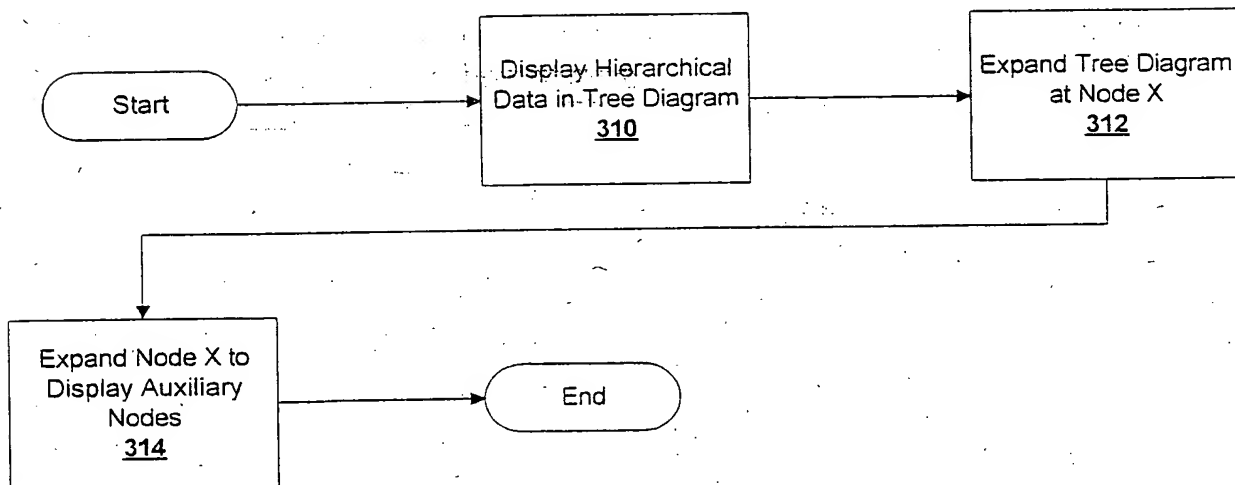 Start
Display Hierarchical
Data in Tree Diagram
310
Expand Tree Diagram
at Node X
312
Expand Node X to
Display Auxiliary
Nodes
314
End